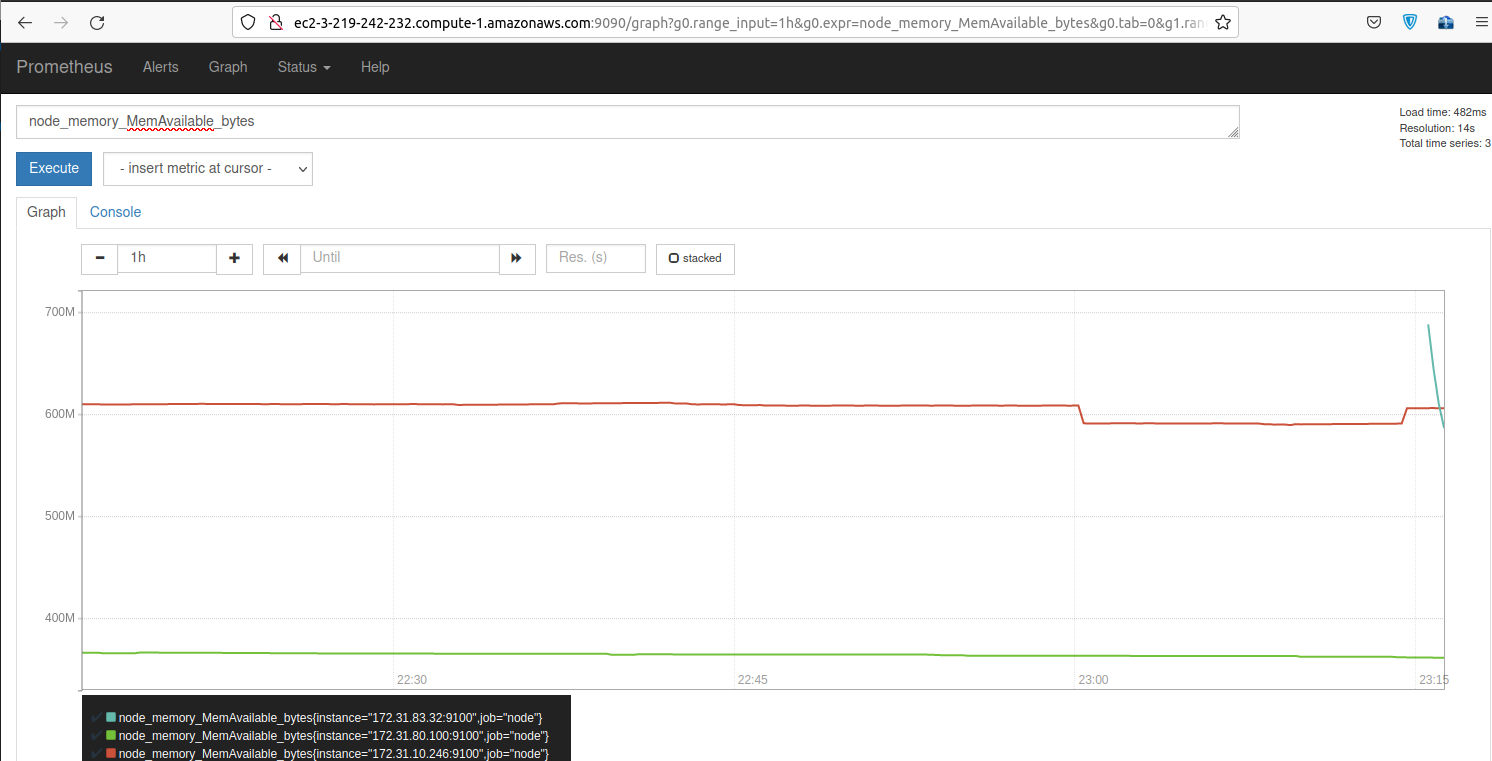 ec2-3-219-242-232.compute-1.amazonaws.com:9090/graph?g0.range_input=1h&g0.expr=node_memory_MemAvailable_bytes&g0.tab=0&g1.ran
Prometheus Alerts Graph Status Help
node_memory_MemAvailable_bytes
Load time: 482ms
Resolution: 14s
Total time series: 3
Execute - insert metric at cursor -
Graph Console
1h Until Res. (s) stacked
700M
600M
500M
400M
22:30 22:45 23:00 23:15
node_memory_MemAvailable_bytes{instance="172.31.83.32:9100",job="node"}
node_memory_MemAvailable_bytes{instance="172.31.80.100:9100",job="node"}
node_memory_MemAvailable_bytes{instance="172.31.10.246:9100",job="node"}